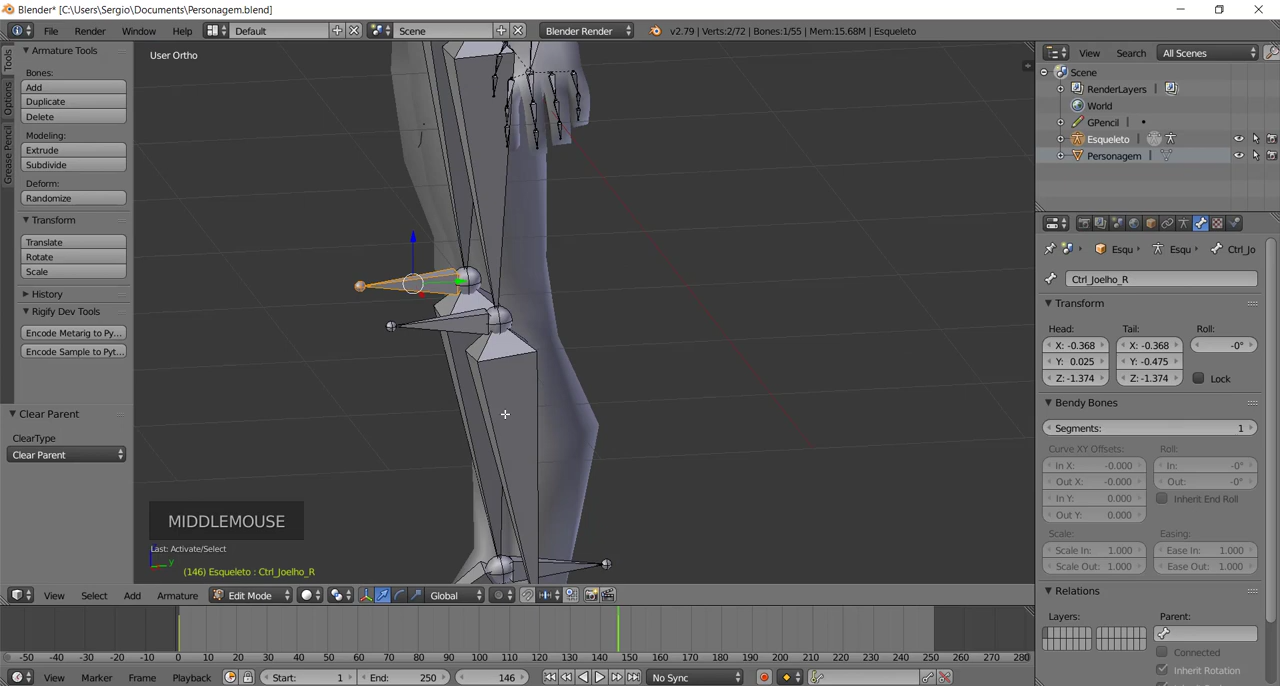 Blender* [C:\Users\Sergio\Documents\Personagem.blend]
File Render Window Help Default Scene Blender Render v2.79 | Verts:2/72 | Bones:1/55 | Mem:15.68M | Esqueleto
Tools
Options
Grease Pencil
Armature Tools
Bones:
Add
Duplicate
Delete
Modeling:
Extrude
Subdivide
Deform:
Randomize
Transform
Translate
Rotate
Scale
History
Rigify Dev Tools
Encode Metarig to Py...
Encode Sample to Pyt...
Clear Parent
ClearType
Clear Parent
User Ortho
MIDDLEMOUSE
Last: Activate/Select
y
(146) Esqueleto : Ctrl_Joelho_R
View Select Add Armature Edit Mode Global
-50 -40 -30 -20 -10 0 10 20 30 40 50 60 70 80 90 100 110 120 130 140 150 160 170 180 190 200 210 220 230 240 250 260 270 280
View Marker Frame Playback Start: 1 End: 250 146 No Sync
View Search All Scenes
Scene
RenderLayers
World
GPencil
Esqueleto
Personagem
Esqu Esqu Ctrl_Jo
Ctrl_Joelho_R
Transform
Head: Tail: Roll:
X: -0.368 X: -0.368 -0°
Y: 0.025 Y: -0.475
Z: -1.374 Z: -1.374 Lock
Bendy Bones
Segments: 1
Curve XY Offsets: Roll:
In X: -0.000 In: -0°
Out X: -0.000 Out: -0°
In Y: 0.000 Inherit End Roll
Out Y: 0.000
Scale: Easing:
Scale In: 1.000 Ease In: 1.000
Scale Out: 1.000 Ease Out: 1.000
Relations
Layers: Parent:
Connected
Inherit Rotation